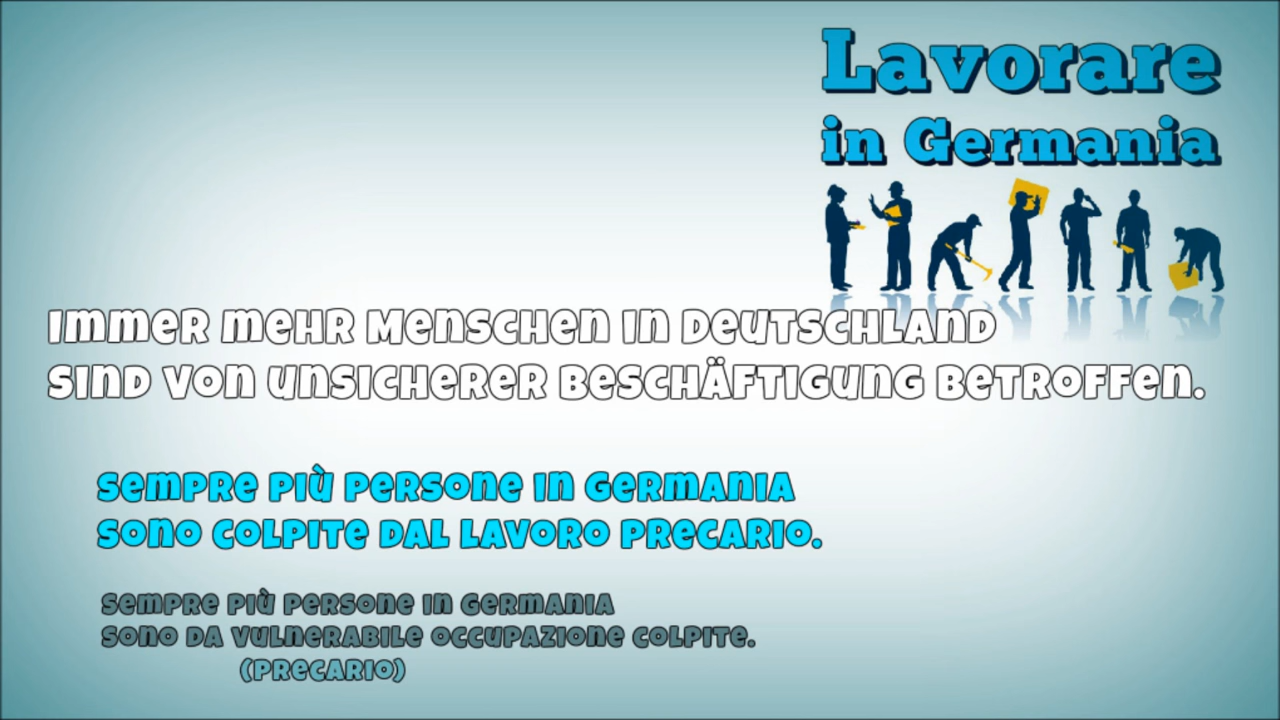 Lavorare
in Germania
Immer mehr Menschen in Deutschland
sind von unsicherer Beschäftigung betroffen.
Sempre più persone in Germania
sono colpite dal lavoro precario.
Sempre più persone in Germania
sono da vulnerabile occupazione colpite.
(precario)